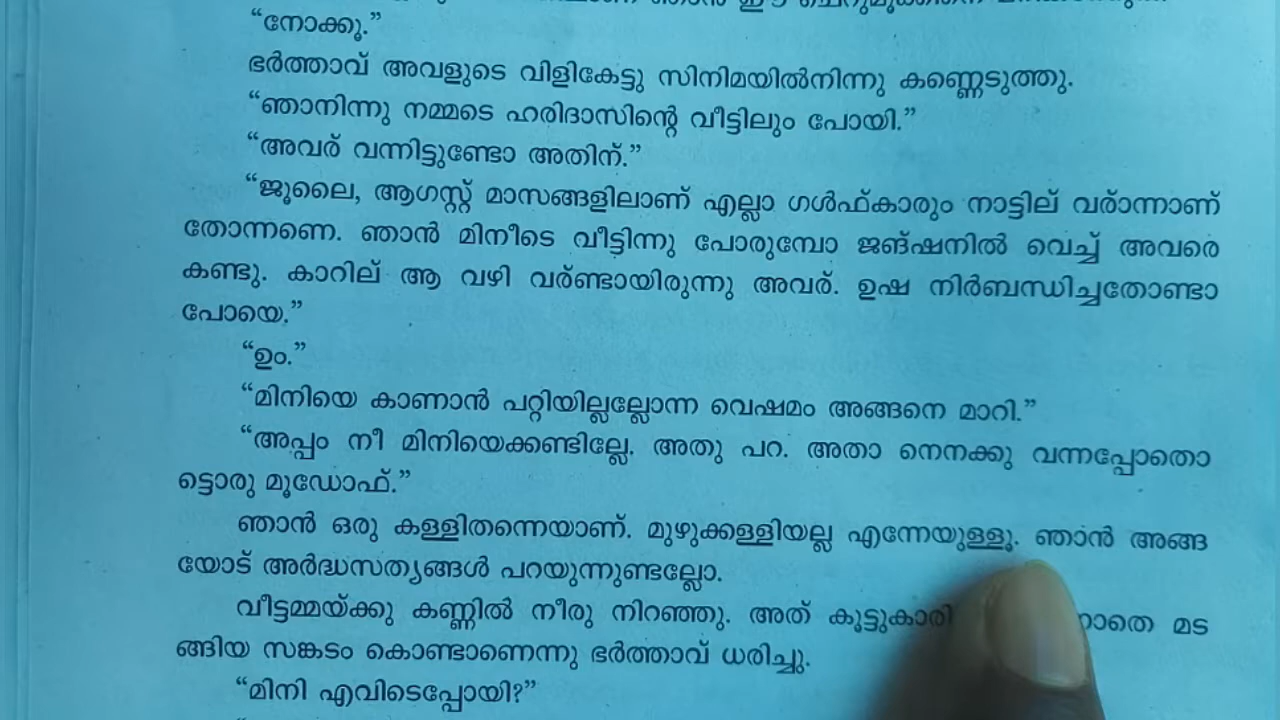 ഞാൻ ഈ
“നോക്കൂ.”
ഭർത്താവ് അവളുടെ വിളികേട്ടു സിനിമയിൽനിന്നു കണ്ണെടുത്തു.
“ഞാനിന്നു നമ്മടെ ഹരിദാസിന്റെ വീട്ടിലും പോയി.”
“അവര് വന്നിട്ടുണ്ടോ അതിന്.”
“ജൂലൈ, ആഗസ്റ്റ് മാസങ്ങളിലാണ് എല്ലാ ഗൾഫ്കാരും നാട്ടില് വര്വാന്നാണ്
തോന്നണെ. ഞാൻ മിനീടെ വീട്ടിന്നു പോരുമ്പോ ജങ്ഷനിൽ വെച്ച് അവരെ
കണ്ടു. കാറില് ആ വഴി വര്ണ്ടായിരുന്നു അവർ. ഉഷ നിർബന്ധിച്ചതോണ്ടാ
പോയെ.”
“ഉം.”
“മിനിയെ കാണാൻ പറ്റിയില്ലല്ലോന്ന വെഷമം അങ്ങനെ മാറി.”
“അപ്പം നീ മിനിയെക്കണ്ടില്ലേ. അതു പറ. അതാ നെനക്കു വന്നപ്പോതൊ
ട്ടൊരു മൂഡോഫ്.”
ഞാൻ ഒരു കള്ളിതന്നെയാണ്. മുഴുക്കള്ളിയല്ല എന്നേയുള്ളൂ. ഞാൻ അങ്ങ
യോട് അർദ്ധസത്യങ്ങൾ പറയുന്നുണ്ടല്ലോ.
വീട്ടമ്മയ്ക്കു കണ്ണിൽ നീരു നിറഞ്ഞു. അത് കൂട്ടുകാരി മട
ങ്ങിയ സങ്കടം കൊണ്ടാണെന്നു ഭർത്താവ് ധരിച്ചു.
“മിനി എവിടെപ്പോയി?”